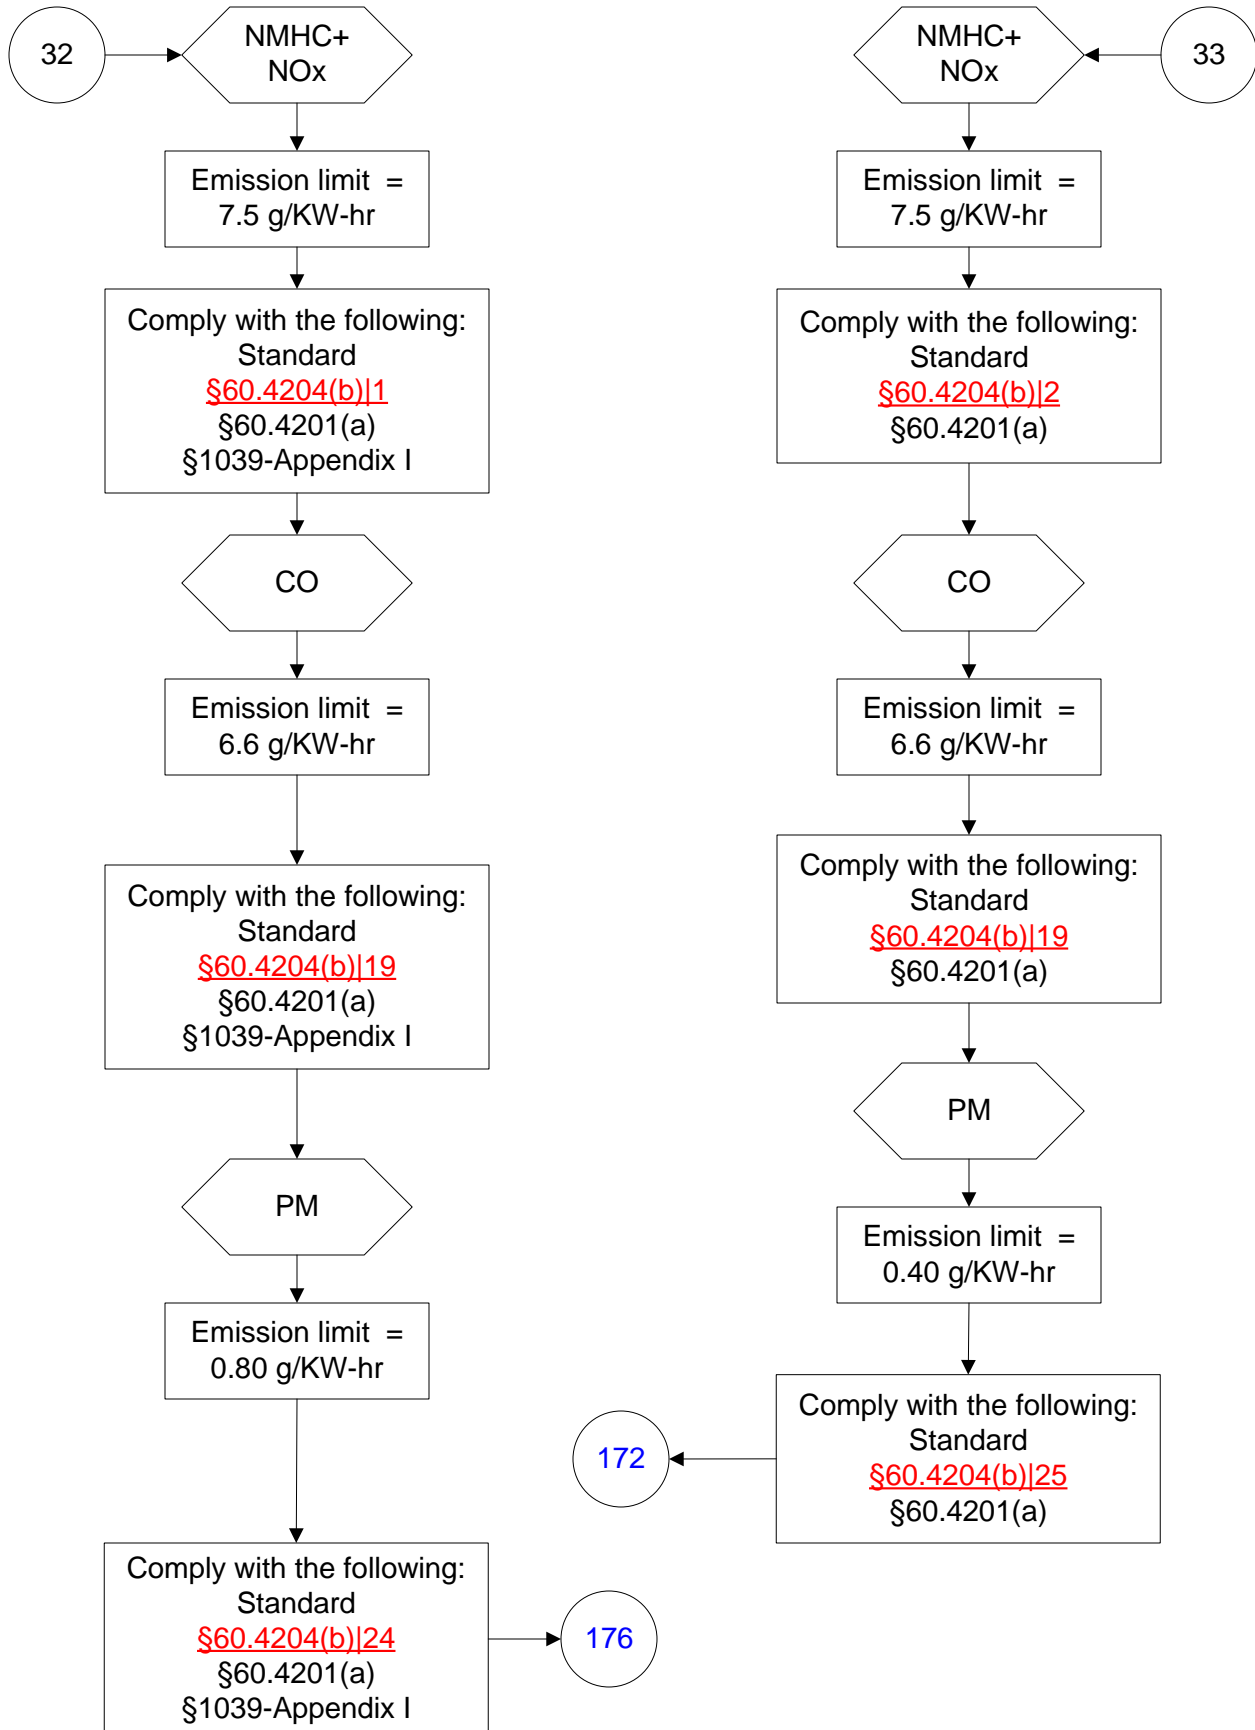 32
NMHC+
NOx
Emission limit  =
7.5 g/KW-hr
Comply with the following:
Standard
§60.4204(b)|1
§60.4201(a)
§1039-Appendix I
CO
Emission limit  =
6.6 g/KW-hr
Comply with the following:
Standard
§60.4204(b)|19
§60.4201(a)
§1039-Appendix I
PM
Emission limit  =
0.80 g/KW-hr
Comply with the following:
Standard
§60.4204(b)|24
§60.4201(a)
§1039-Appendix I
176
NMHC+
NOx
33
Emission limit  =
7.5 g/KW-hr
Comply with the following:
Standard
§60.4204(b)|2
§60.4201(a)
CO
Emission limit  =
6.6 g/KW-hr
Comply with the following:
Standard
§60.4204(b)|19
§60.4201(a)
PM
Emission limit  =
0.40 g/KW-hr
Comply with the following:
Standard
§60.4204(b)|25
§60.4201(a)
172